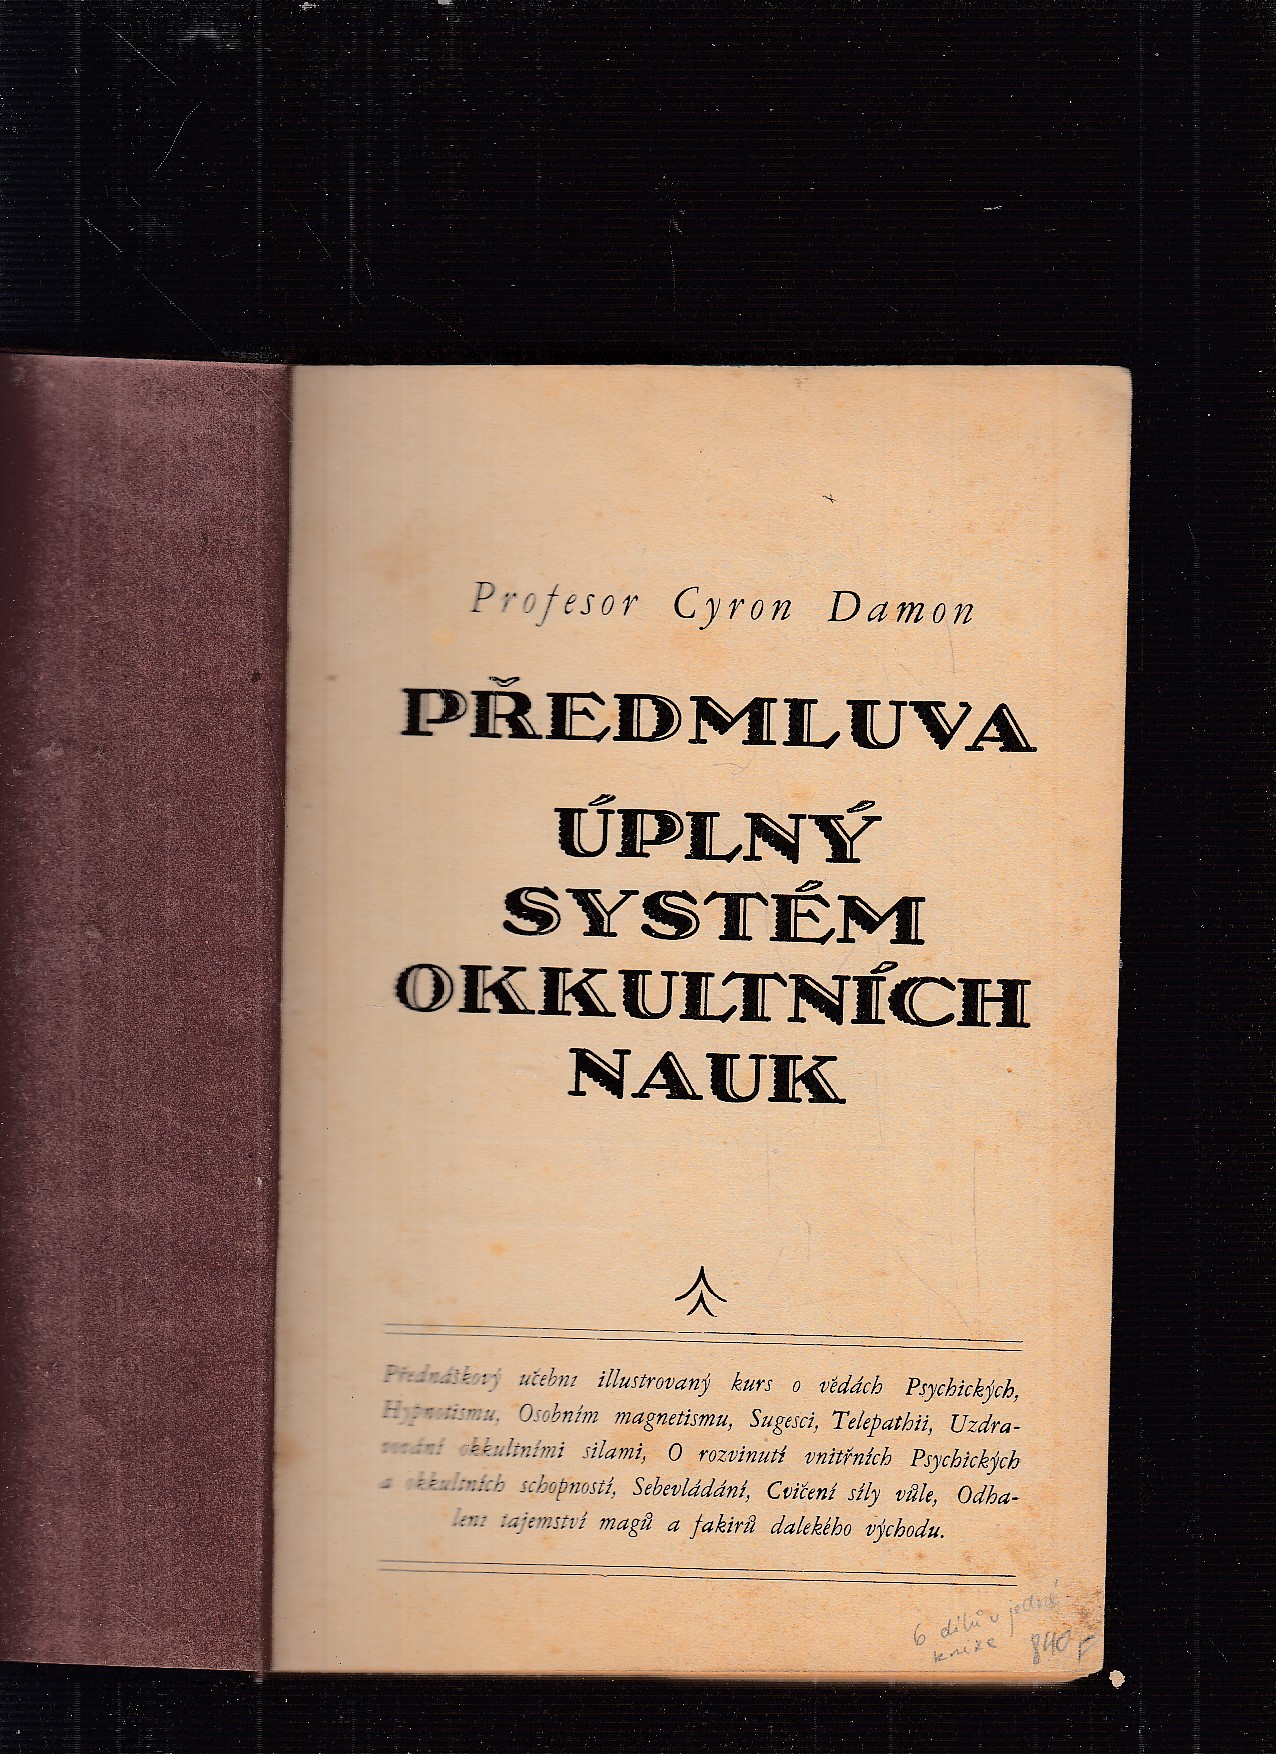 Profesor Cyron Damon
PŘEDMLUVA
ÚPLNÝ
SYSTÉM
OKKULTNÍCH
NAUK
Přednáškový učební illustrovaný kurs o vědách Psychických,
Hypnotismu, Osobním magnetismu, Sugesci, Telepathii, Uzdra-
vování okkultními silami, O rozvinutí vnitřních Psychických
a okkultních schopností, Sebevládání, Cvičení síly vůle, Odha-
lení tajemství magů a fakirů dalekého východu.
6 dílů v jedné
knize 840